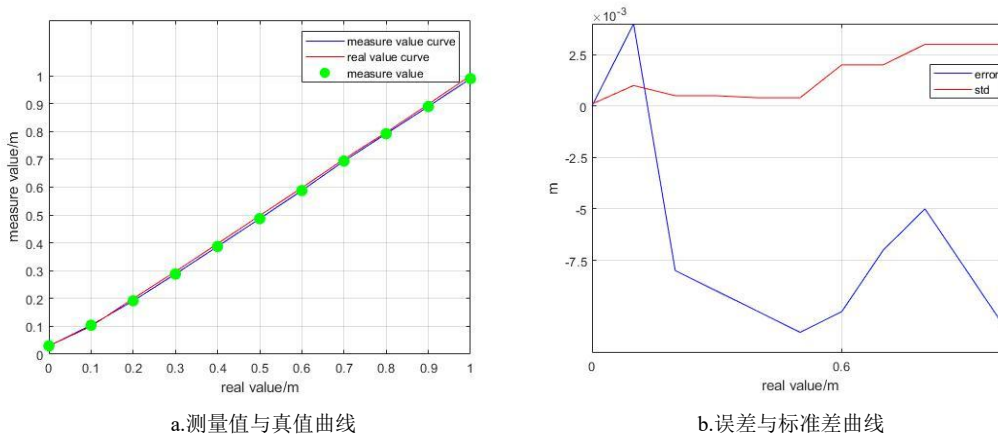 measure value curve
real value curve
measure value
measure value/m
1
0.9
0.8
0.7
0.6
0.5
0.4
0.3
0.2
0.1
0
0 0.1 0.2 0.3 0.4 0.5 0.6 0.7 0.8 0.9 1
real value/m
a.测量值与真值曲线
×10⁻³
error
std
m
2.5
0
-2.5
-5
-7.5
0 0.6
real value/m
b.误差与标准差曲线